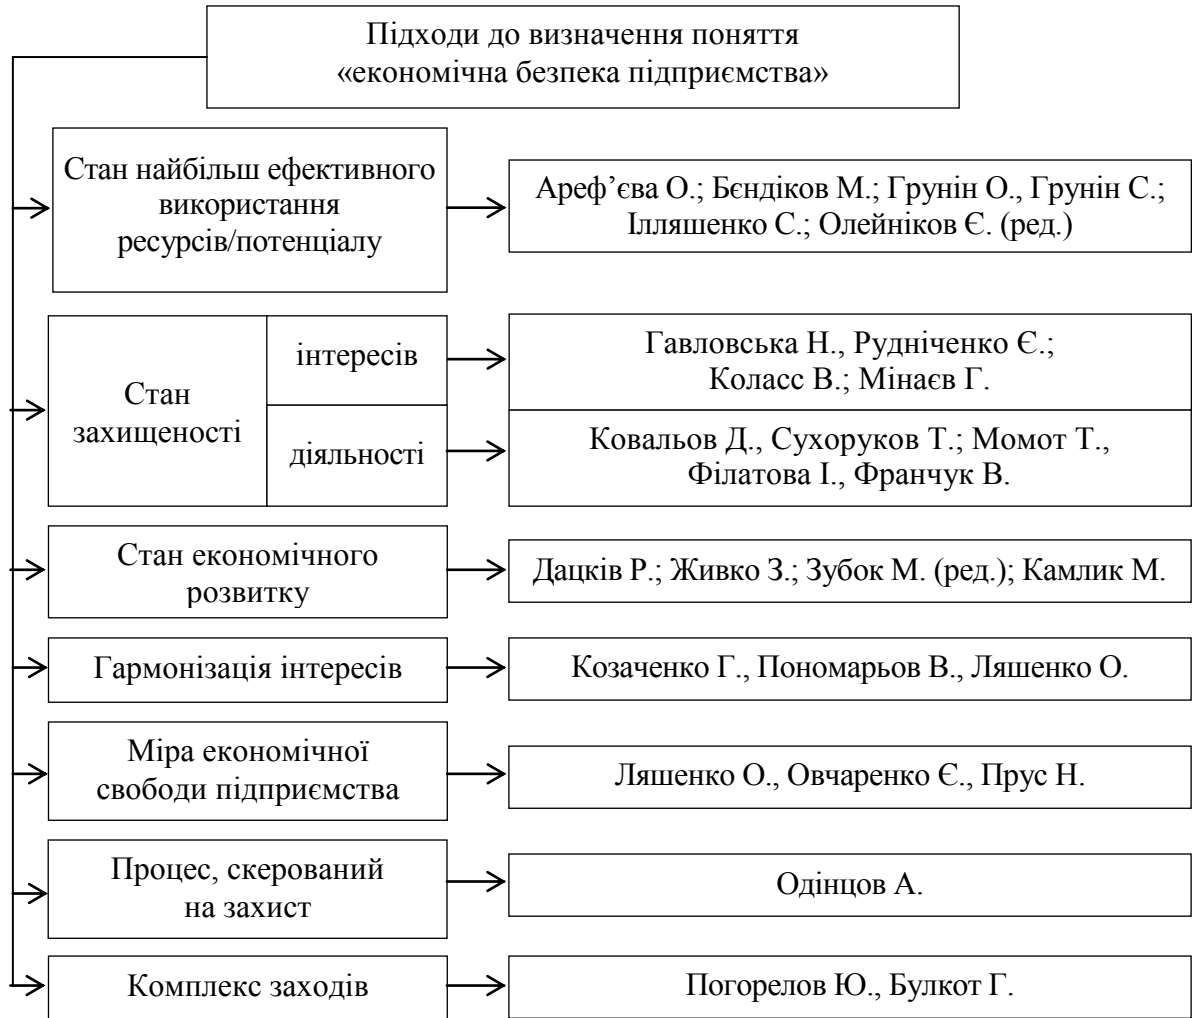 Підходи до визначення поняття
«економічна безпека підприємства»
Стан найбільш ефективного
використання
ресурсів/потенціалу
Ареф’єва О.; Бєндіков М.; Грунін О., Грунін С.;
Ілляшенко С.; Олейніков Є. (ред.)
Стан
захищеності
інтересів
Гавловська Н., Рудніченко Є.;
Коласс В.; Мінаєв Г.
діяльності
Ковальов Д., Сухоруков Т.; Момот Т.,
Філатова І., Франчук В.
Стан економічного
розвитку
Дацків Р.; Живко З.; Зубок М. (ред.); Камлик М.
Гармонізація інтересів
Козаченко Г., Пономарьов В., Ляшенко О.
Міра економічної
свободи підприємства
Ляшенко О., Овчаренко Є., Прус Н.
Процес, скерований
на захист
Одінцов А.
Комплекс заходів
Погорелов Ю., Булкот Г.